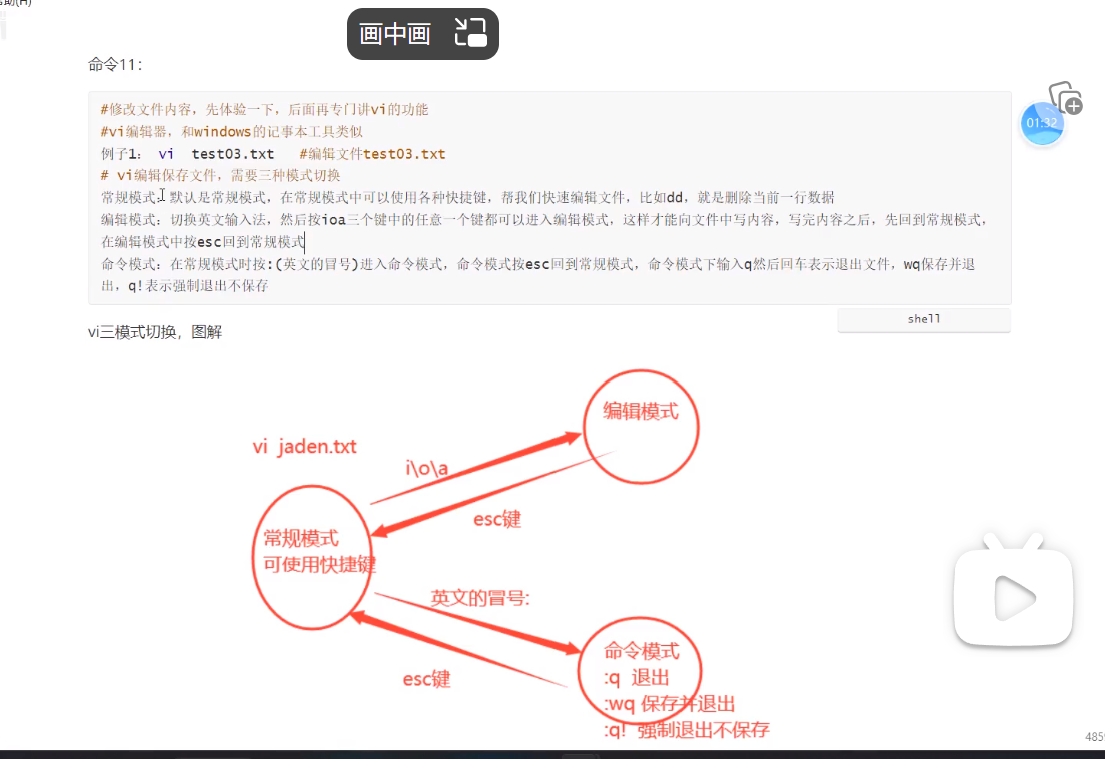 助(H)
画中画
命令11：
#修改文件内容，先体验一下，后面再专门讲vi的功能
#vi编辑器，和windows的记事本工具类似
例子1： vi test03.txt #编辑文件test03.txt
# vi编辑保存文件，需要三种模式切换
常规模式：默认是常规模式，在常规模式中可以使用各种快捷键，帮我们快速编辑文件，比如dd，就是删除当前一行数据
编辑模式：切换英文输入法，然后按ioa三个键中的任意一个键都可以进入编辑模式，这样才能向文件中写内容，写完内容之后，先回到常规模式，
在编辑模式中按esc回到常规模式
命令模式：在常规模式时按:(英文的冒号)进入命令模式，命令模式按esc回到常规模式，命令模式下输入q然后回车表示退出文件，wq保存并退
出，q!表示强制退出不保存
01:32
shell
vi三模式切换，图解
编辑模式
vi jaden.txt
i\o\a
esc键
常规模式
可使用快捷键
英文的冒号:
esc键
命令模式
:q 退出
:wq 保存并退出
:q! 强制退出不保存
485